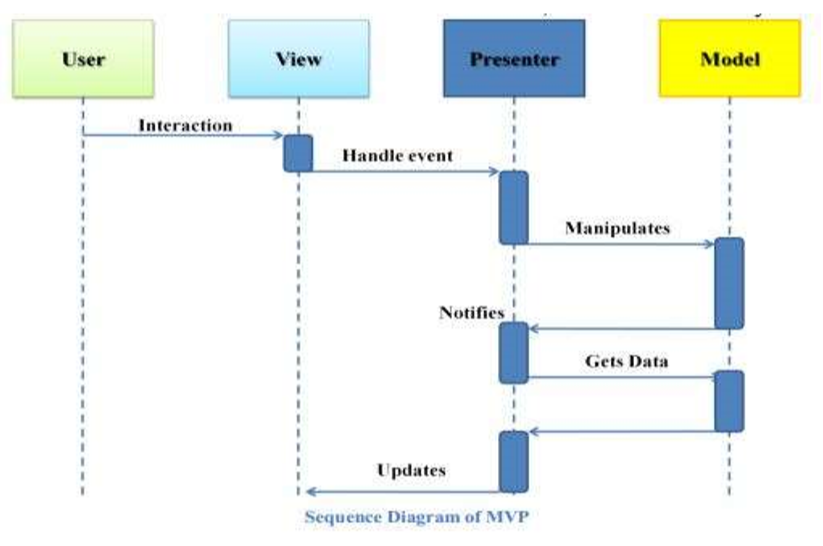 User
View
Presenter
Model
Interaction
Handle event
Manipulates
Notifies
Gets Data
Updates
Sequence Diagram of MVP